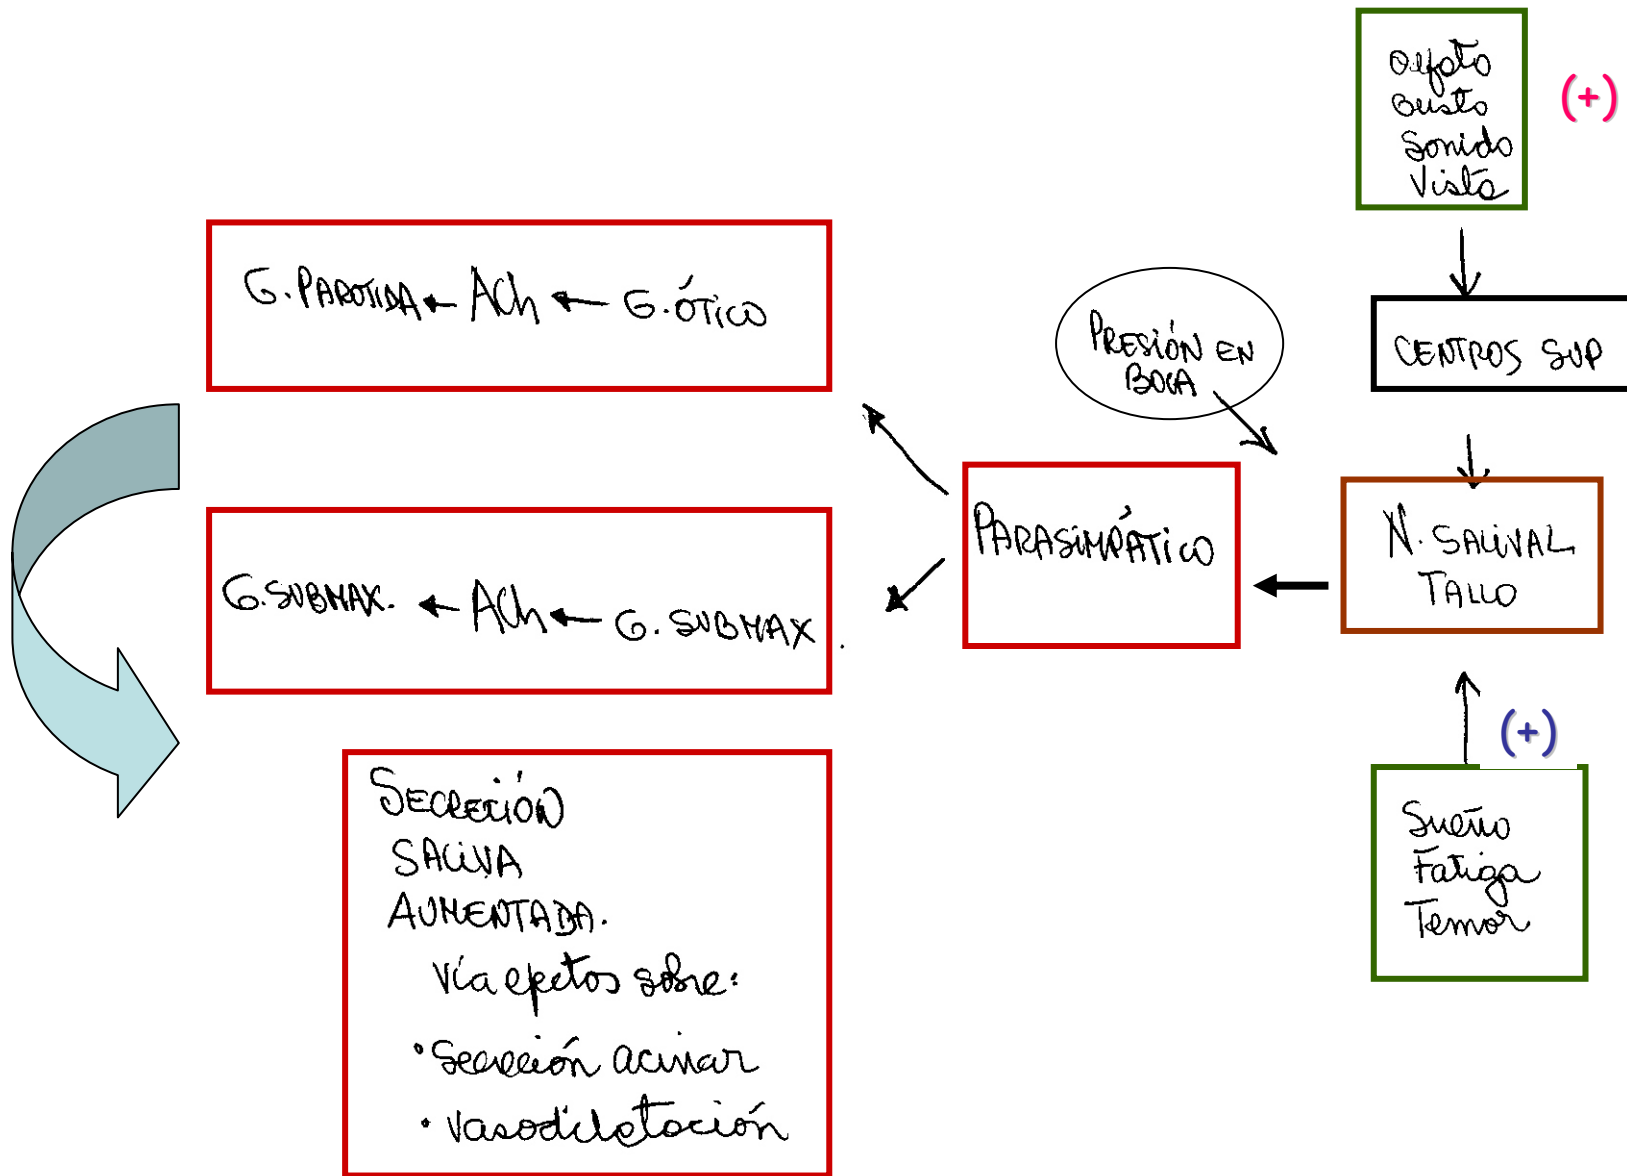 Olfato
Gusto
Sonido
Vista
(+)
G. PAROTIDA ← ACh ← G. ÓTICO
PRESIÓN EN
BOCA
CENTROS SUP
PARASIMPÁTICO
N. SALIVAL
TALLO
G. SUBMAX. ← ACh ← G. SUBMAX.
(+)
Sueño
Fatiga
Temor
SECRECIÓN
SALIVA
AUMENTADA.
Vía efectos sobre:
• Secreción acinar
• Vasodilatación